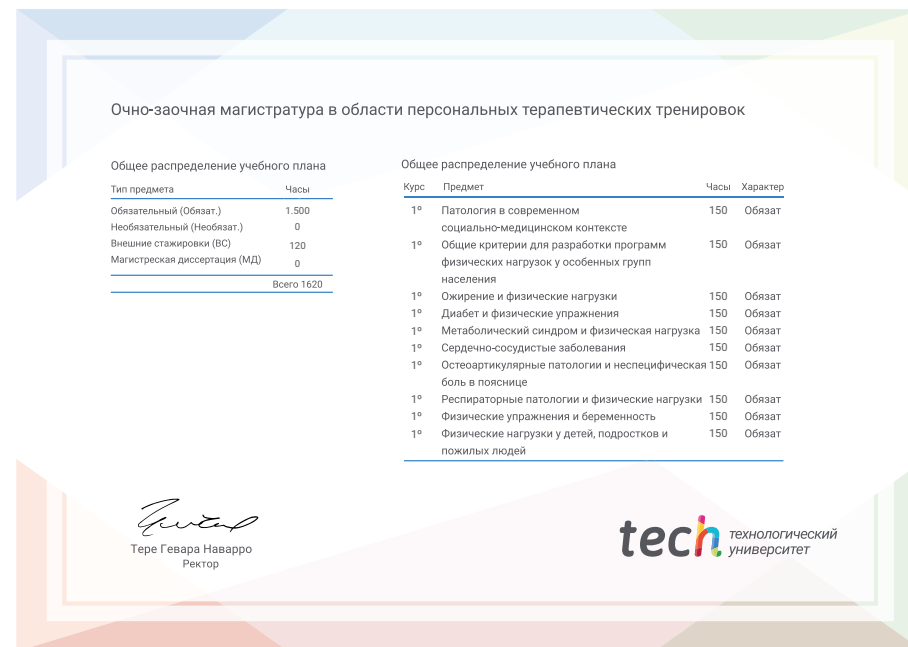 Очно-заочная магистратура в области персональных терапевтических тренировок
Общее распределение учебного плана
Тип предмета Часы
Обязательный (Обязат.) 1.500
Необязательный (Необязат.) 0
Внешние стажировки (ВС) 120
Магистреская диссертация (МД) 0
Всего 1620
Общее распределение учебного плана
Курс Предмет Часы Характер
1º Патология в современном 150 Обязат
социально-медицинском контексте
1º Общие критерии для разработки программ 150 Обязат
физических нагрузок у особенных групп
населения
1º Ожирение и физические нагрузки 150 Обязат
1º Диабет и физические упражнения 150 Обязат
1º Метаболический синдром и физическая нагрузка 150 Обязат
1º Сердечно-сосудистые заболевания 150 Обязат
1º Остеоартикулярные патологии и неспецифическая 150 Обязат
боль в пояснице
1º Респираторные патологии и физические нагрузки 150 Обязат
1º Физические упражнения и беременность 150 Обязат
1º Физические нагрузки у детей, подростков и 150 Обязат
пожилых людей
Тере Гевара Наварро
Ректор
tech технологический
университет